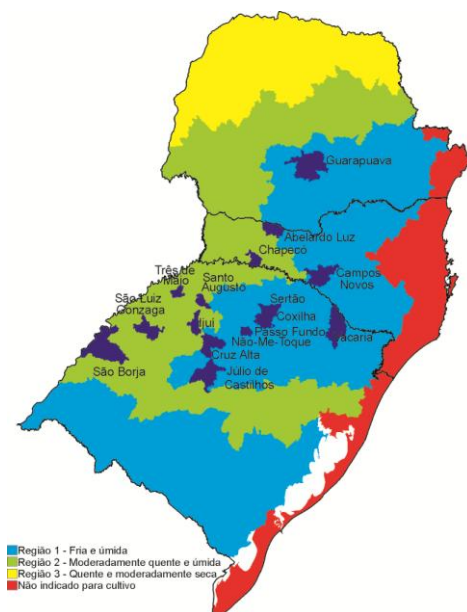 Guarapuava
Abelardo Luz
Chapecó
Três de
Maio
Santo
Augusto
Campos
Novos
São Luiz
Gonzaga
Sertão
Ijuí
Coxilha
Passo Fundo
Vacaria
Não-Me-Toque
Cruz Alta
São Borja
Júlio de
Castilhos
Região 1 - Fria e úmida
Região 2 - Moderadamente quente e úmida
Região 3 - Quente e moderadamente seca
Não indicado para cultivo